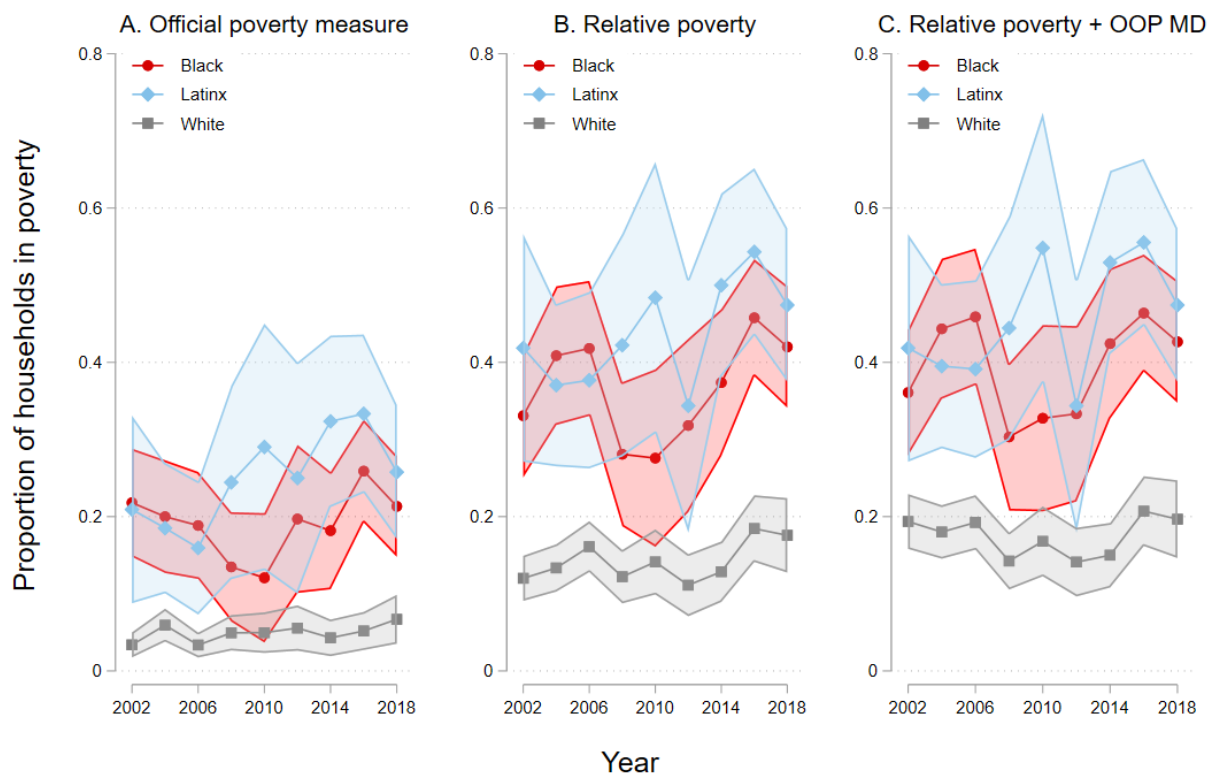 A. Official poverty measure
B. Relative poverty
C. Relative poverty + OOP MD
Proportion of households in poverty
0.8
0.6
0.4
0.2
0
Black
Latinx
White
2002 2006 2010 2014 2018
0.8
0.6
0.4
0.2
0
Black
Latinx
White
2002 2006 2010 2014 2018
0.8
0.6
0.4
0.2
0
Black
Latinx
White
2002 2006 2010 2014 2018
Year